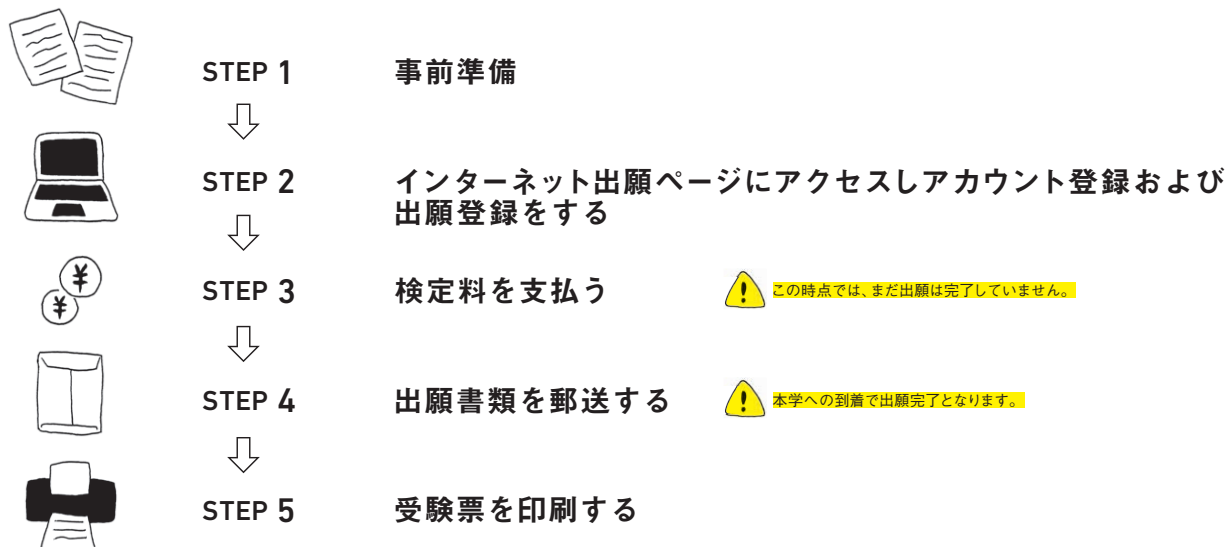 STEP 1 事前準備
STEP 2 インターネット出願ページにアクセスしアカウント登録および
出願登録をする
¥
¥
STEP 3 検定料を支払う この時点では、まだ出願は完了していません。
STEP 4 出願書類を郵送する 本学への到着で出願完了となります。
STEP 5 受験票を印刷する